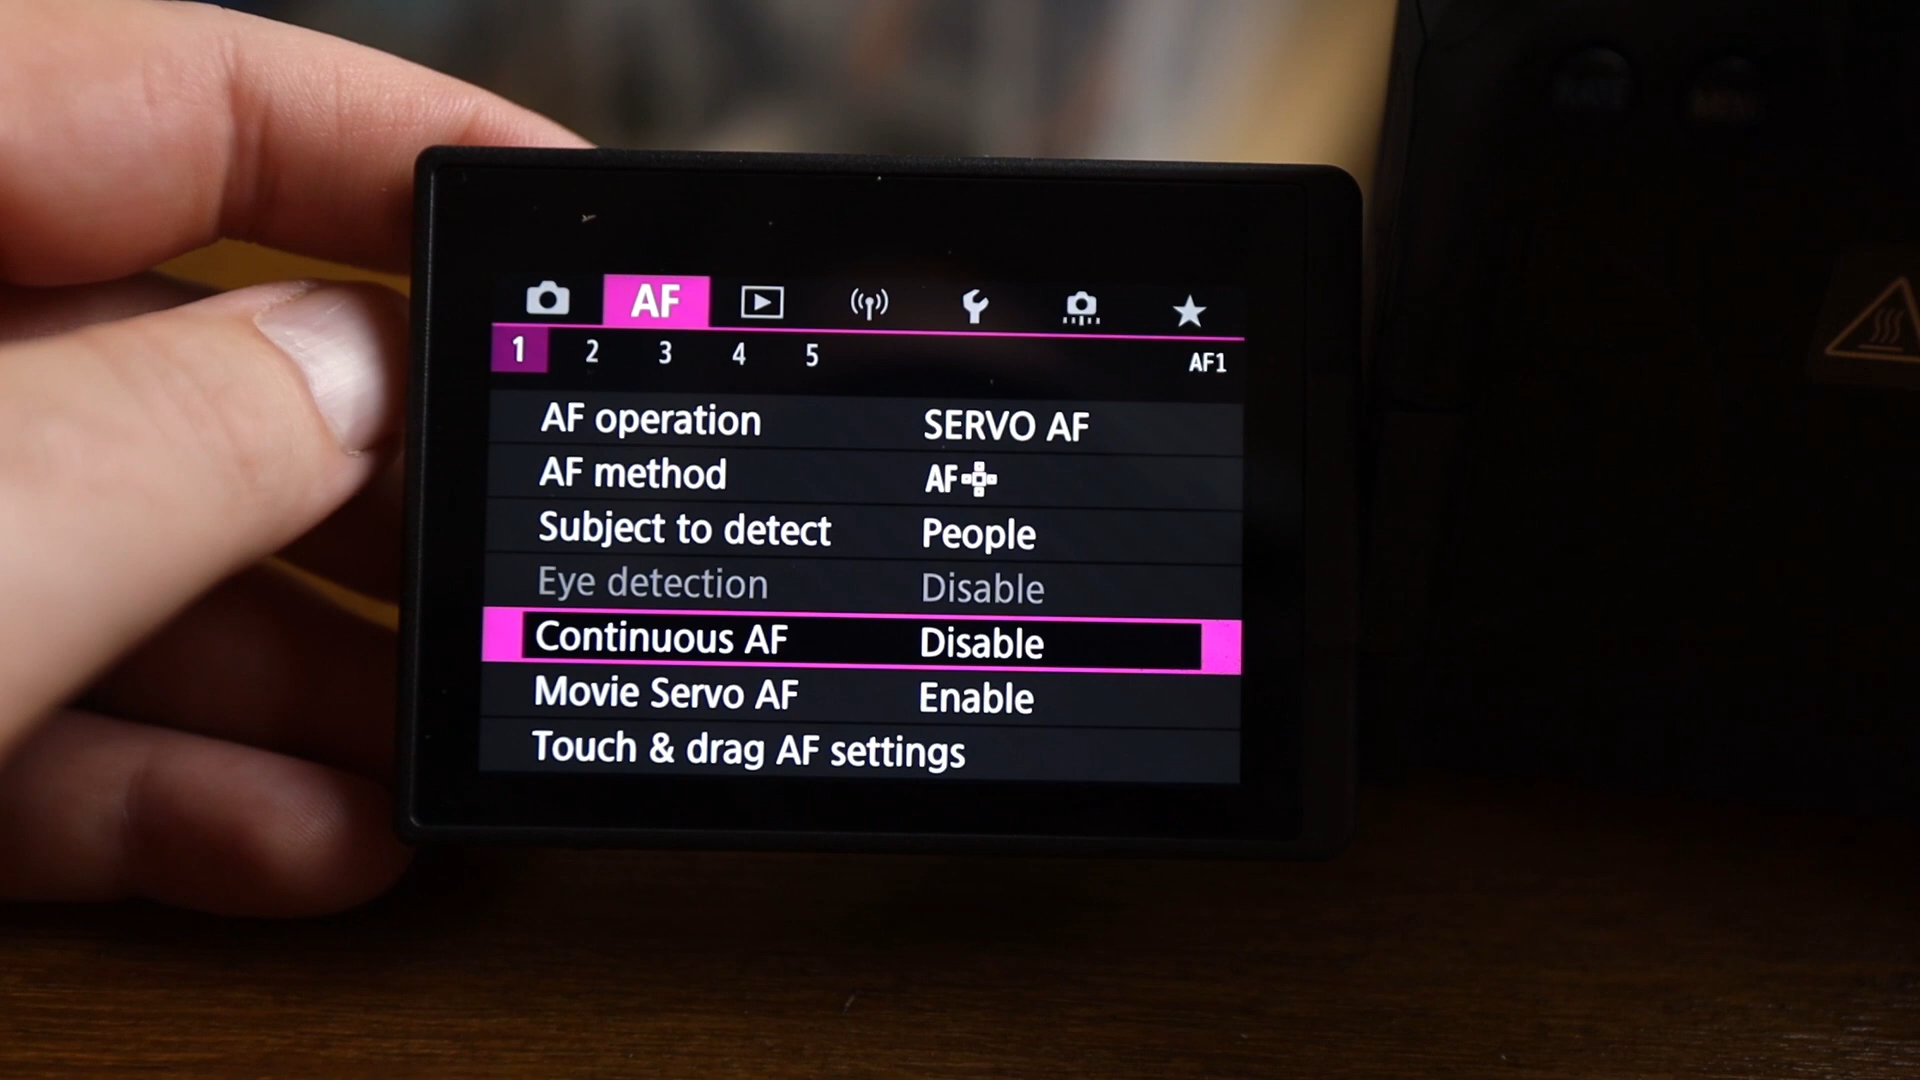 AF
1 2 3 4 5 AF1
AF operation SERVO AF
AF method AF
Subject to detect People
Eye detection Disable
Continuous AF Disable
Movie Servo AF Enable
Touch & drag AF settings